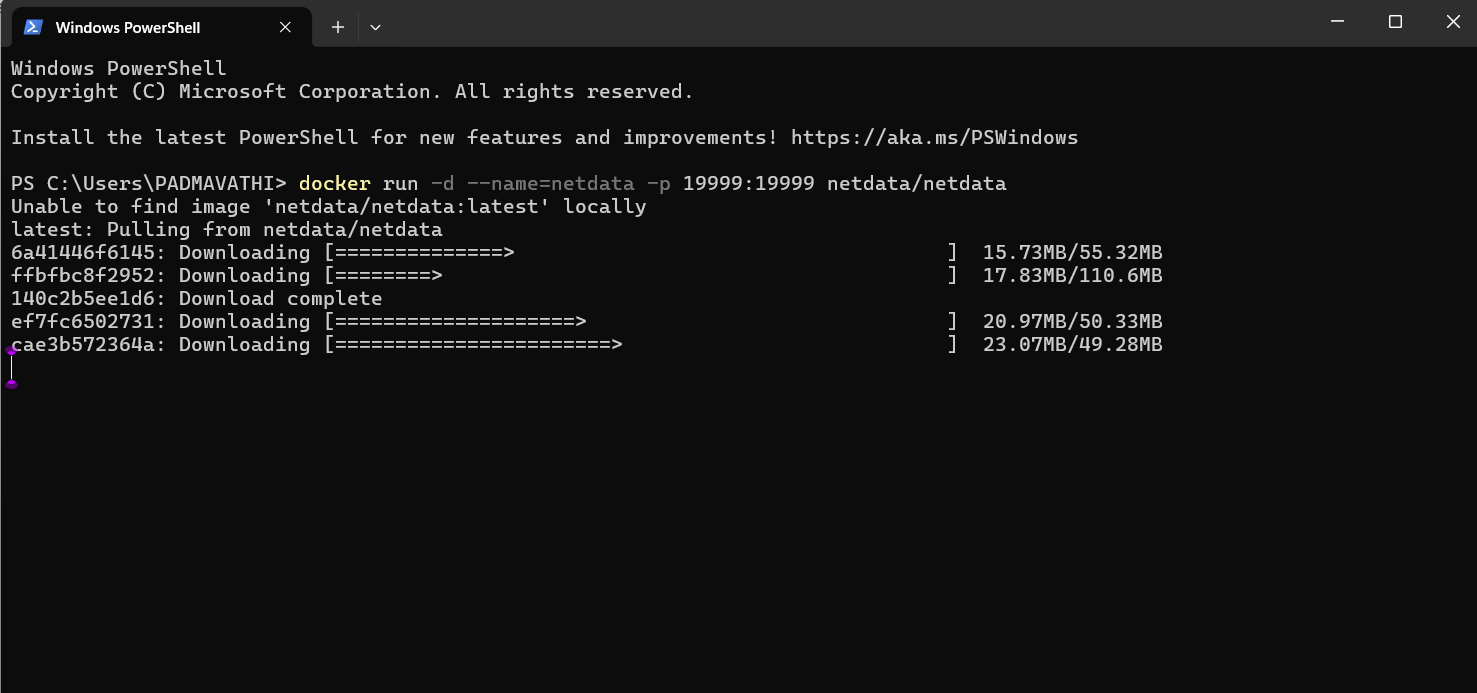 Windows PowerShell
Windows PowerShell
Copyright (C) Microsoft Corporation. All rights reserved.
Install the latest PowerShell for new features and improvements! https://aka.ms/PSWindows
PS C:\Users\PADMAVATHI> docker run -d --name=netdata -p 19999:19999 netdata/netdata
Unable to find image 'netdata/netdata:latest' locally
latest: Pulling from netdata/netdata
6a41446f6145: Downloading [==============>                                    ]  15.73MB/55.32MB
ffbfbc8f2952: Downloading [========>                                          ]  17.83MB/110.6MB
140c2b5ee1d6: Download complete
ef7fc6502731: Downloading [====================>                              ]  20.97MB/50.33MB
cae3b572364a: Downloading [=======================>                           ]  23.07MB/49.28MB